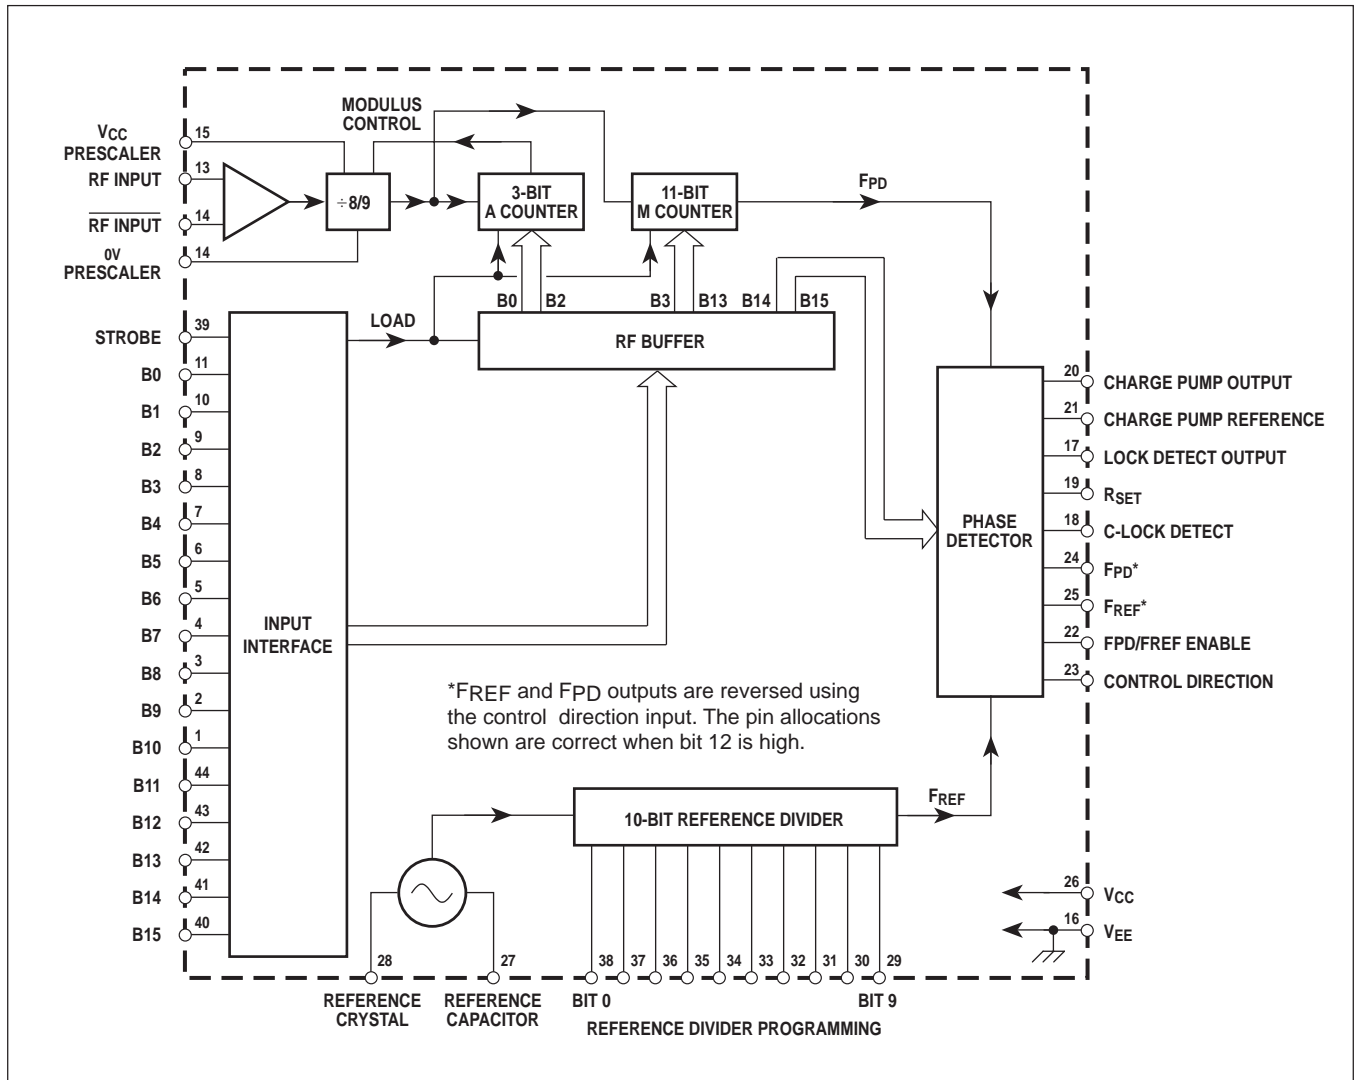 MODULUS
CONTROL
VCC
PRESCALER
15
RF INPUT
13
RF INPUT
14
0V
PRESCALER
14
÷8/9
3-BIT
A COUNTER
11-BIT
M COUNTER
FPD
B0
B2
B3
B13
B14
B15
LOAD
RF BUFFER
STROBE
39
B0
11
B1
10
B2
9
B3
8
B4
7
B5
6
B6
5
B7
4
B8
3
B9
2
B10
1
B11
44
B12
43
B13
42
B14
41
B15
40
INPUT
INTERFACE
PHASE
DETECTOR
20
CHARGE PUMP OUTPUT
21
CHARGE PUMP REFERENCE
17
LOCK DETECT OUTPUT
19
RSET
18
C-LOCK DETECT
24
FPD*
25
FREF*
22
FPD/FREF ENABLE
23
CONTROL DIRECTION
*FREF and FPD outputs are reversed using
the control direction input. The pin allocations
shown are correct when bit 12 is high.
10-BIT REFERENCE DIVIDER
FREF
26
VCC
16
VEE
28
27
38 37 36 35 34 33 32 31 30 29
REFERENCE
CRYSTAL
REFERENCE
CAPACITOR
BIT 0
BIT 9
REFERENCE DIVIDER PROGRAMMING